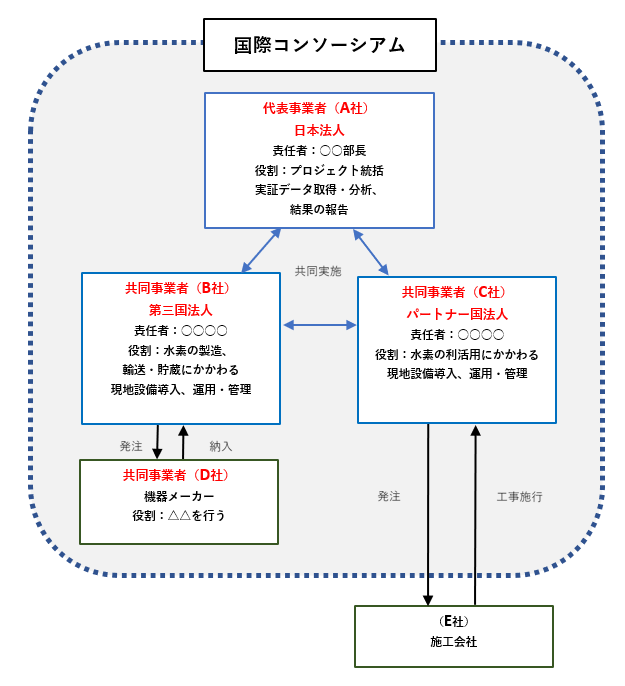 国際コンソーシアム
代表事業者（A社）
日本法人
責任者：〇〇部長
役割：プロジェクト統括
実証データ取得・分析、
結果の報告
共同実施
共同事業者（B社）
第三国法人
責任者：〇〇〇〇
役割：水素の製造、
輸送・貯蔵にかかわる
現地設備導入、運用・管理
共同事業者（C社）
パートナー国法人
責任者：〇〇〇〇
役割：水素の利活用にかかわる
現地設備導入、運用・管理
発注
納入
共同事業者（D社）
機器メーカー
役割：△△を行う
発注
工事施行
（E社）
施工会社